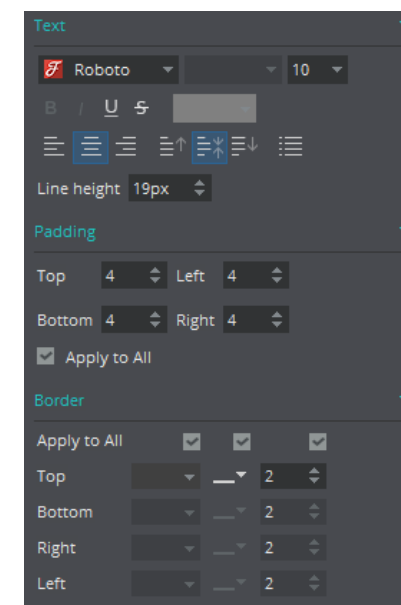 Text
Roboto 10
B I U S
Line height 19px
Padding
Top 4 Left 4
Bottom 4 Right 4
Apply to All
Border
Apply to All
Top 2
Bottom 2
Right 2
Left 2